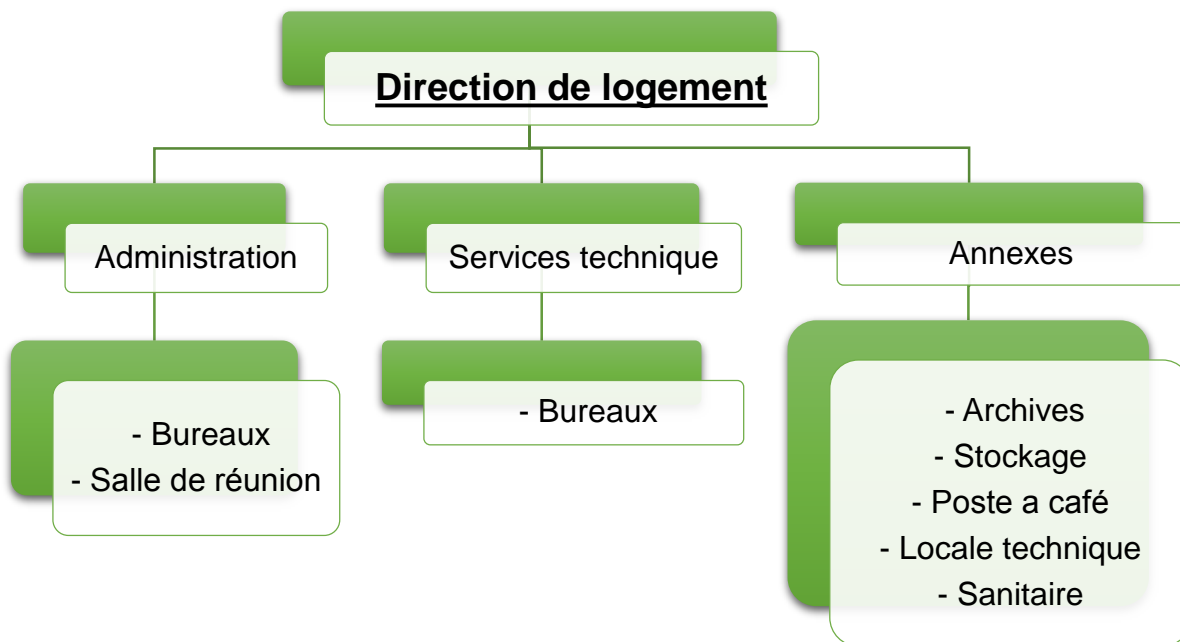 Direction de logement
Administration
Services technique
Annexes
- Bureaux
- Salle de réunion
- Bureaux
- Archives
- Stockage
- Poste a café
- Locale technique
- Sanitaire